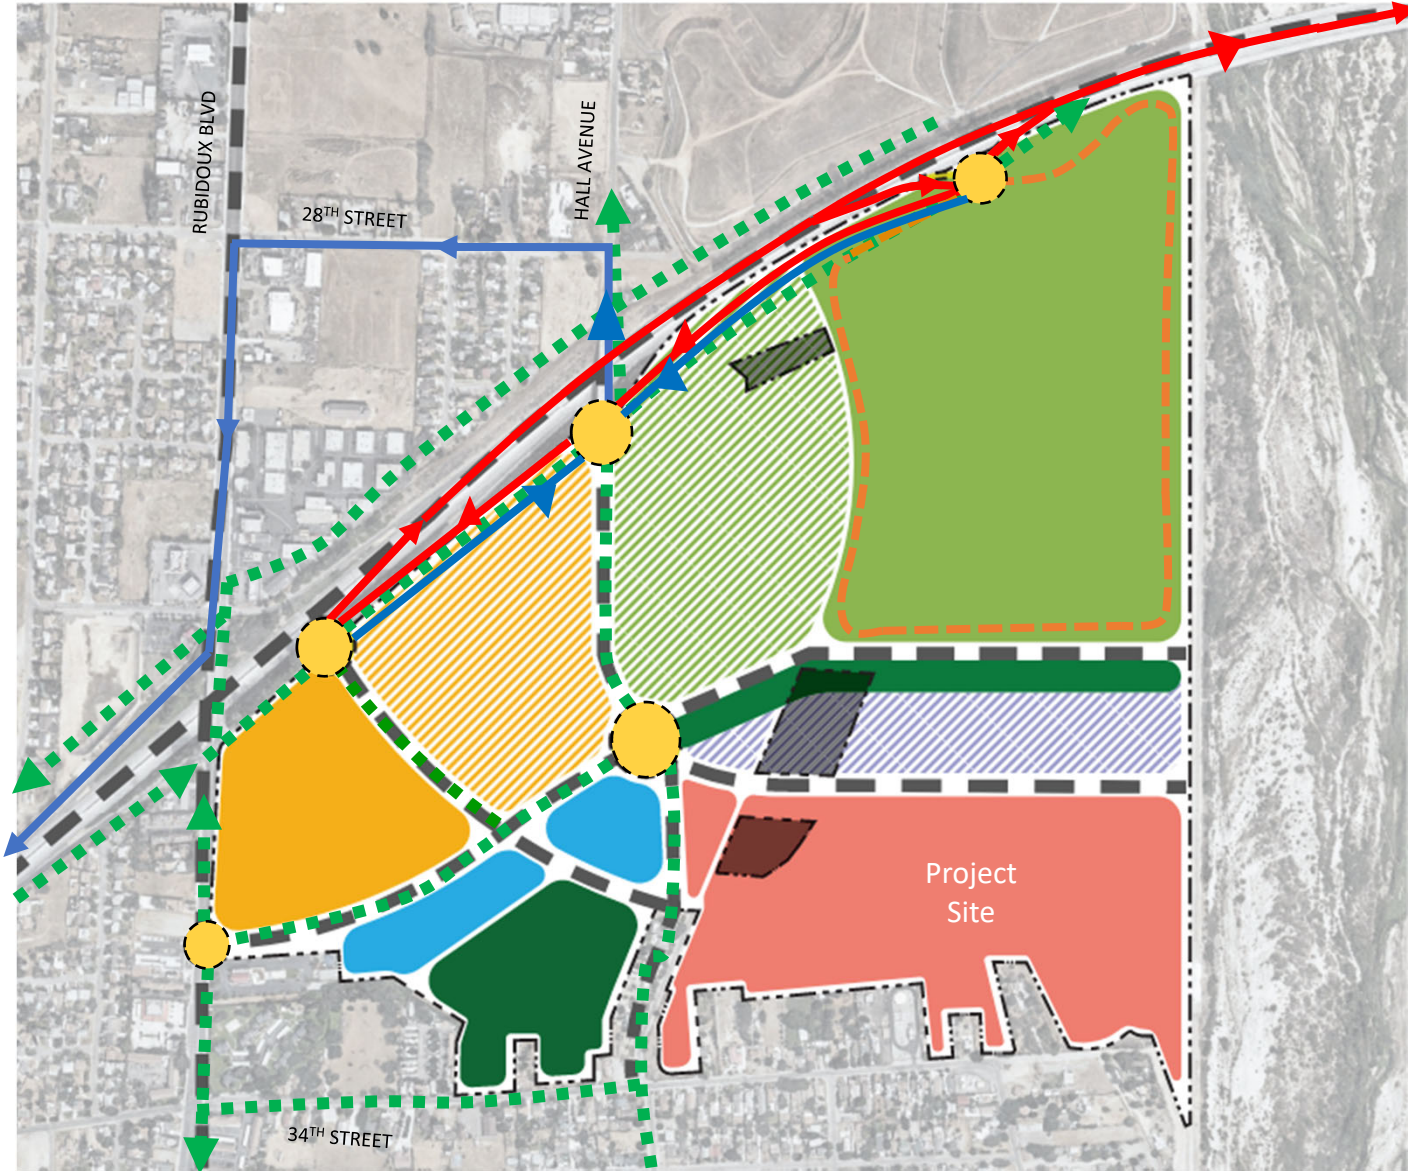 RUBIDOUX BLVD
HALL AVENUE
28TH STREET
Project
Site
34TH STREET